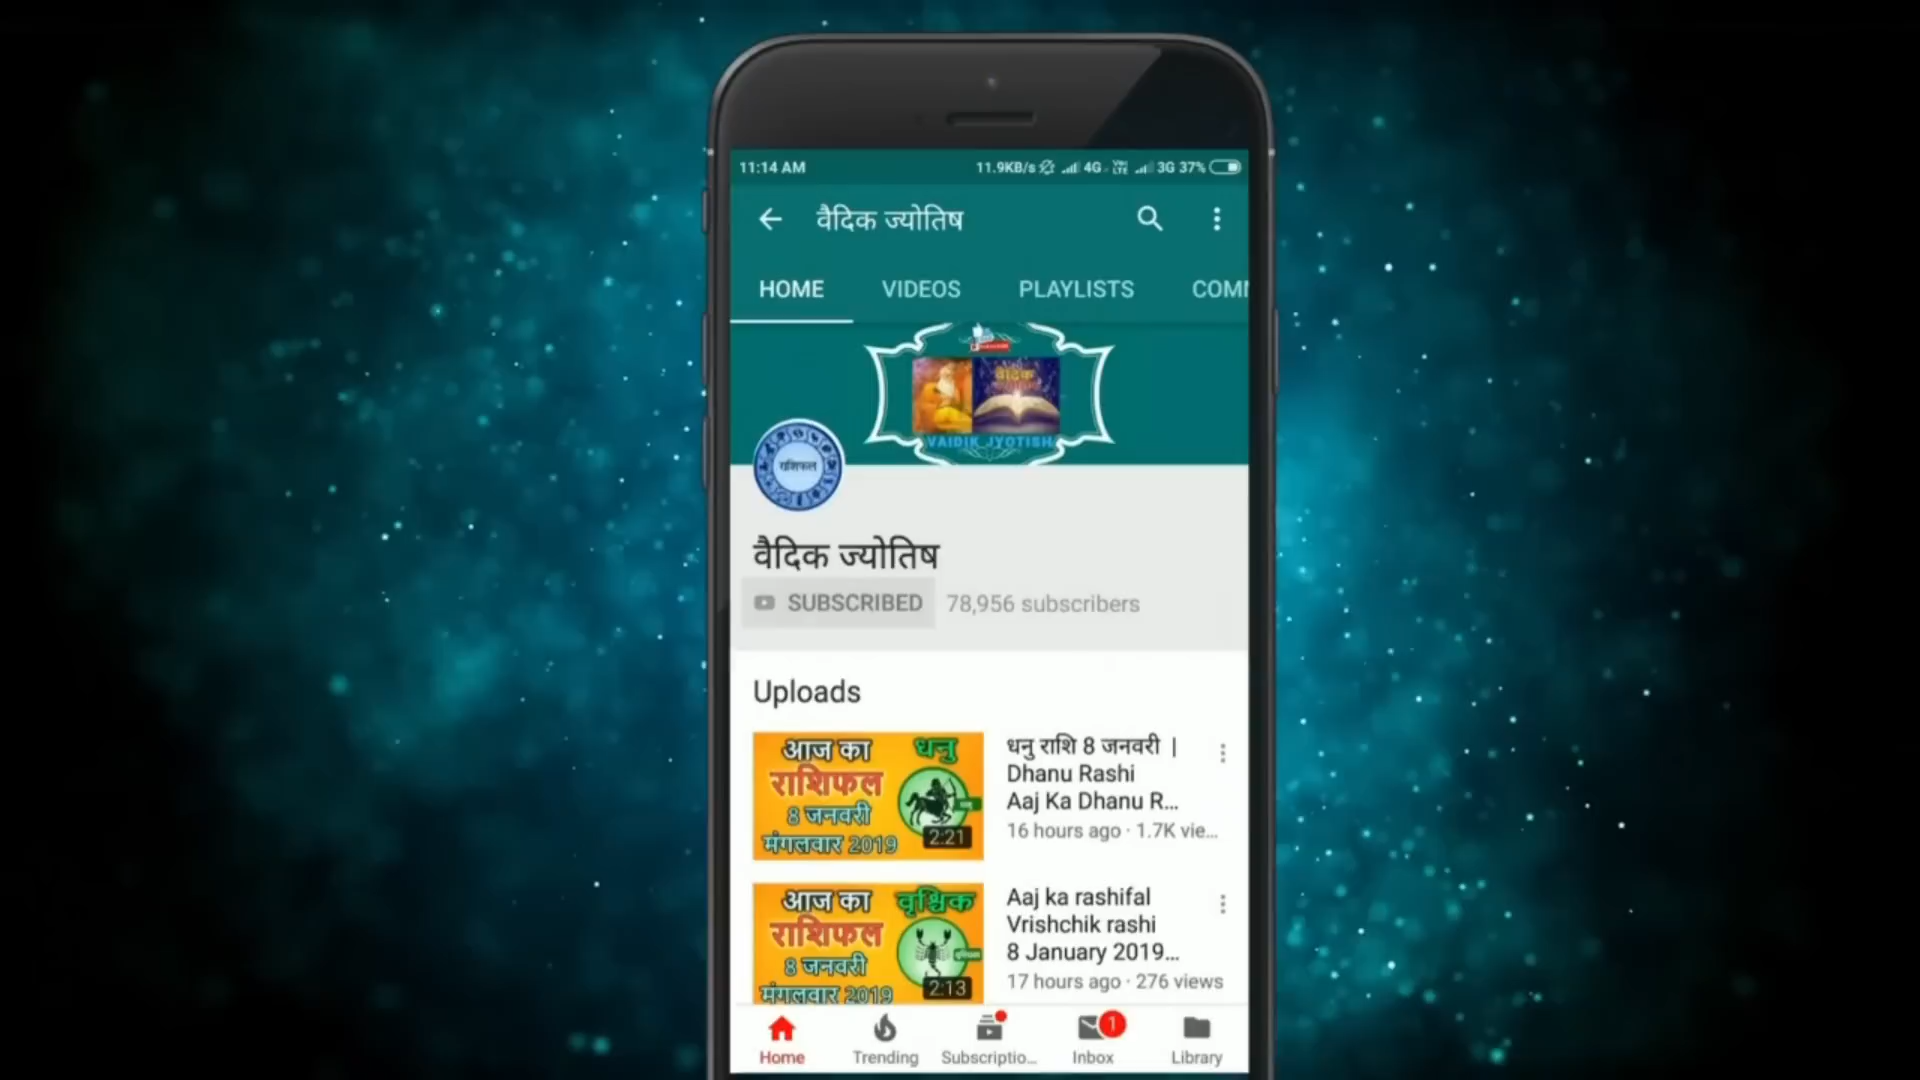 11:14 AM 11.9KB/s 4G VoLTE 3G 37%
वैदिक ज्योतिष
HOME VIDEOS PLAYLISTS COMM
वैदिक
VAIDIK JYOTISH
राशिफल
वैदिक ज्योतिष
SUBSCRIBED 78,956 subscribers
Uploads
आज का धनु
राशिफल
8 जनवरी
मंगलवार 2019
2:21
धनु राशि 8 जनवरी |
Dhanu Rashi
Aaj Ka Dhanu R...
16 hours ago · 1.7K vie...
आज का वृश्चिक
राशिफल
8 जनवरी
मंगलवार 2019
2:13
Aaj ka rashifal
Vrishchik rashi
8 January 2019...
17 hours ago · 276 views
1
Home Trending Subscriptio... Inbox Library